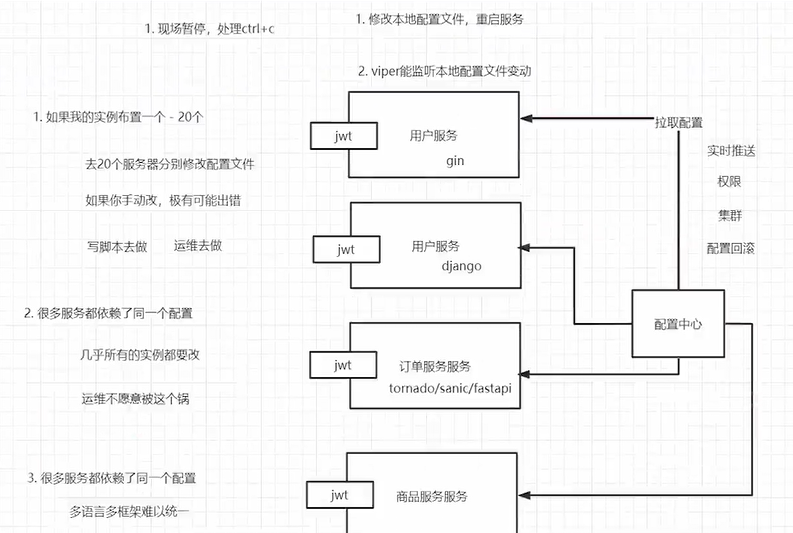 1. 现场暂停，处理ctrl+c
1. 修改本地配置文件，重启服务
2. viper能监听本地配置文件变动
1. 如果我的实例布置一个 - 20个
去20个服务器分别修改配置文件
如果你手动改，极有可能出错
写脚本去做
运维去做
2. 很多服务都依赖了同一个配置
几乎所有的实例都要改
运维不愿意被这个锅
3. 很多服务都依赖了同一个配置
多语言多框架难以统一
jwt
用户服务
gin
jwt
用户服务
django
jwt
订单服务服务
tornado/sanic/fastapi
jwt
商品服务服务
拉取配置
实时推送
权限
集群
配置回滚
配置中心